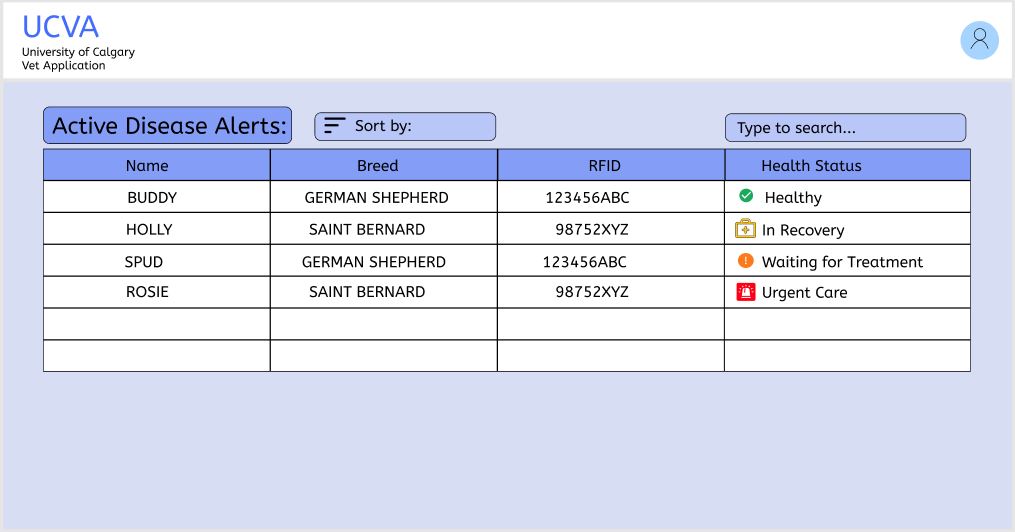 UCVA
University of Calgary
Vet Application
Active Disease Alerts:
Sort by:
Type to search...
Name Breed RFID Health Status
BUDDY GERMAN SHEPHERD 123456ABC Healthy
HOLLY SAINT BERNARD 98752XYZ In Recovery
SPUD GERMAN SHEPHERD 123456ABC Waiting for Treatment
ROSIE SAINT BERNARD 98752XYZ Urgent Care